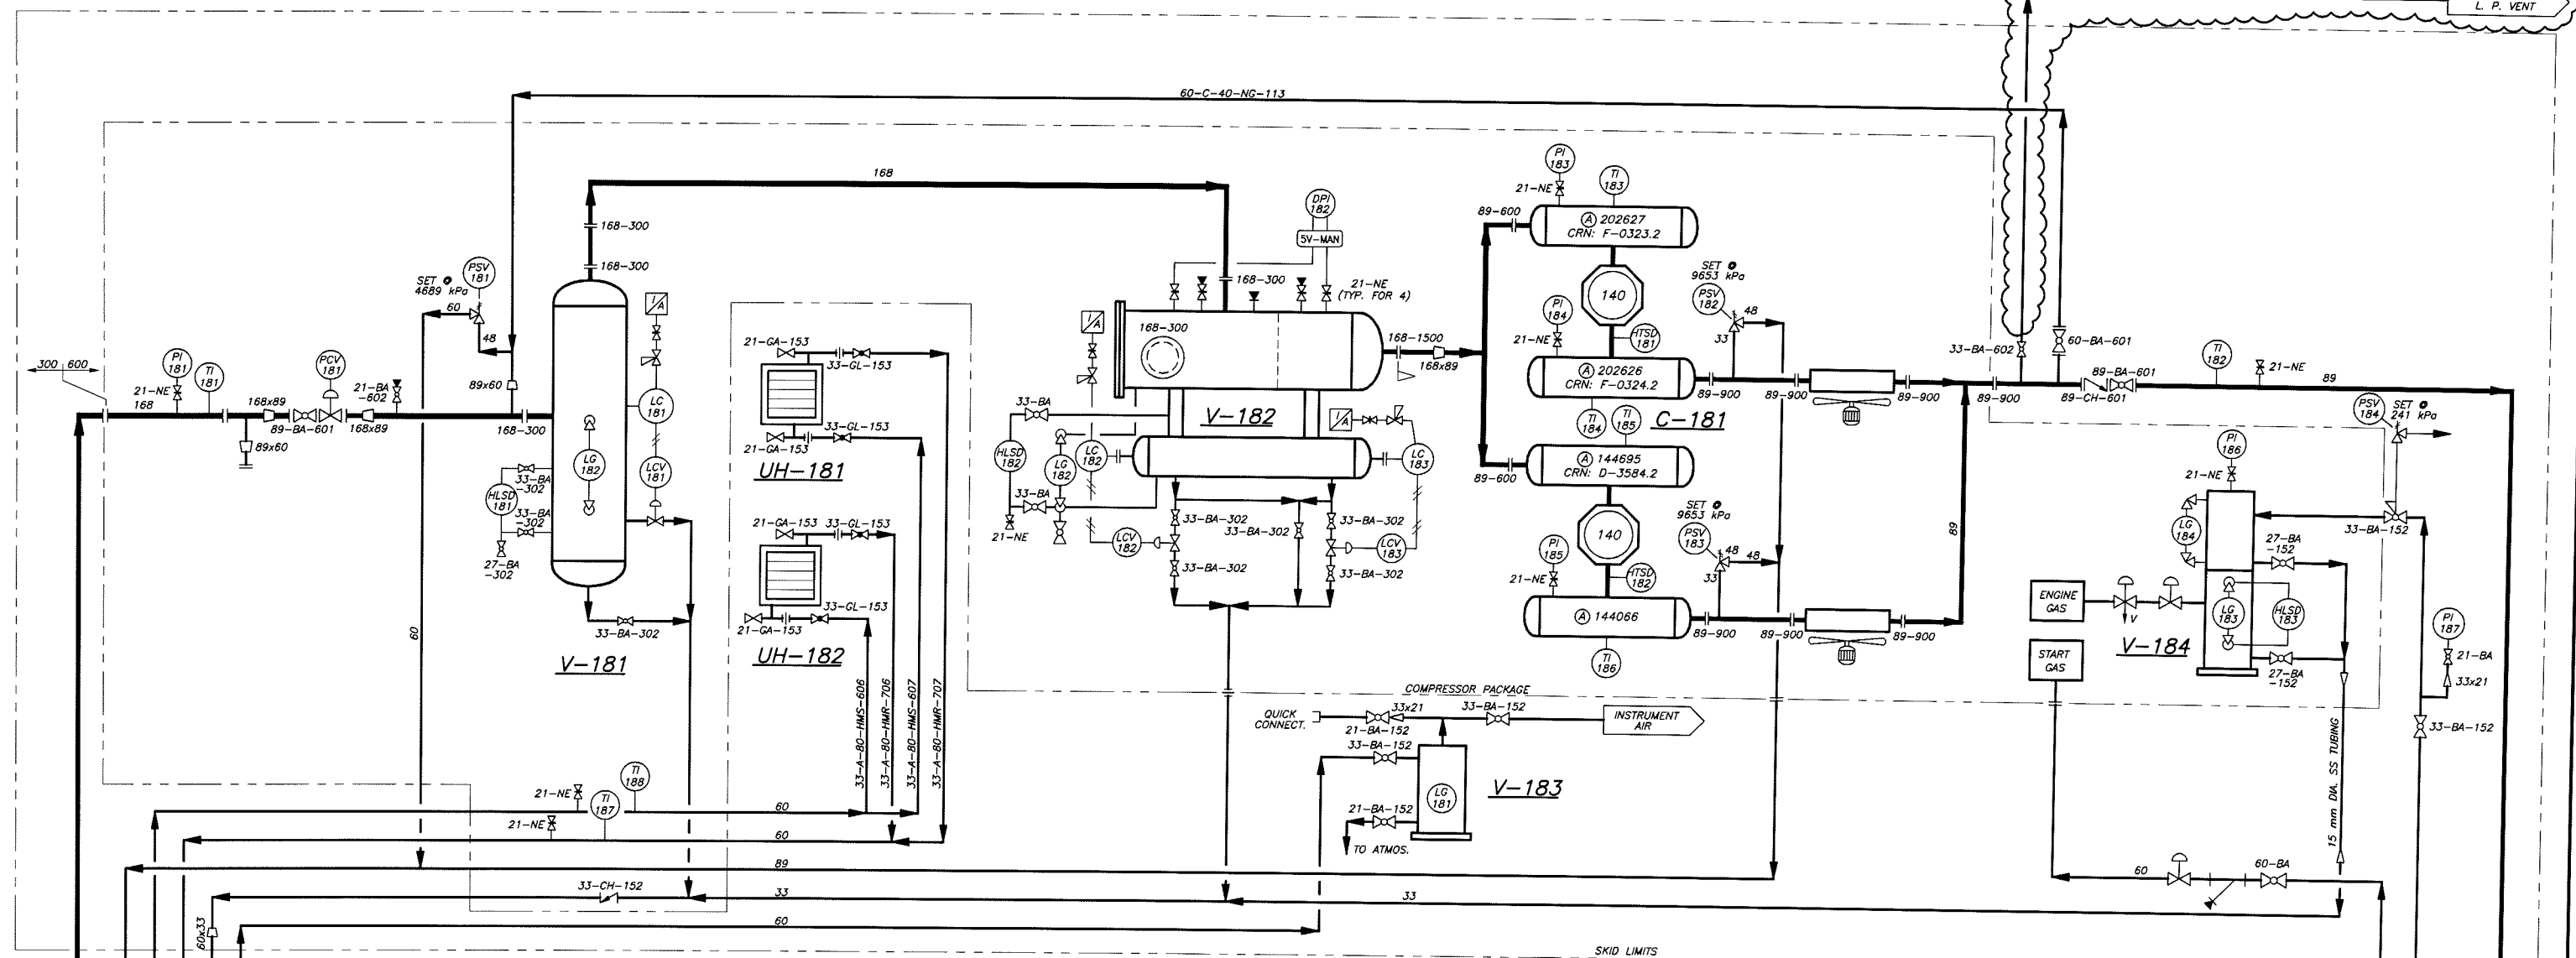 L. P. VENT
60-C-40-NG-113
168
PI
183
TI
183
21-NE
DPI
182
5V-MAN
89-600
Ⓐ 202627
CRN: F-0323.2
168-300
168-300
168-300
21-NE
(TYP. FOR 4)
PSV
181
SET @
4689 kPa
60
48
I/A
I/A
140
SET @
9653 kPa
PSV
182
48
33
PI
184
21-NE
HTSD
181
168-300
168-1500
168x89
Ⓐ 202626
CRN: F-0324.2
89-900
89-900
89-900
89-900
33-BA-602
60-BA-601
TI
182
21-NE
89-BA-601
89-CH-601
89
300
600
PI
181
TI
181
21-NE
168
168x89
89-BA-601
PCV
181
21-BA
-602
168x89
89x60
89x60
168-300
LC
181
LG
182
LCV
181
33-BA
-302
HLSD
181
33-BA
-302
27-BA
-302
33-BA-302
V-181
21-GA-153
33-GL-153
33-GL-153
21-GA-153
UH-181
21-GA-153
33-GL-153
33-GL-153
21-GA-153
UH-182
33-BA
V-182
I/A
HLSD
182
LG
182
LC
182
LC
183
33-BA
21-NE
33-BA-302
33-BA-302
33-BA-302
LCV
182
LCV
183
33-BA-302
33-BA-302
TI
184
TI
185
C-181
Ⓐ 144695
CRN: D-3584.2
89-600
140
SET @
9653 kPa
PSV
183
48
48
33
PI
185
21-NE
HTSD
182
Ⓐ 144066
89-900
89-900
89-900
TI
186
89
PSV
184
SET @
241 kPa
PI
186
21-NE
LG
184
33-BA-152
27-BA
-152
ENGINE
GAS
V
LG
183
HLSD
183
V-184
START
GAS
27-BA
-152
PI
187
21-BA
33x21
33-BA-152
COMPRESSOR PACKAGE
QUICK
CONNECT.
33x21
33-BA-152
21-BA-152
INSTRUMENT
AIR
33-BA-152
V-183
LG
181
21-BA-152
TO ATMOS.
60
33-A-80-HMS-606
33-A-80-HMR-706
33-A-80-HMS-607
33-A-80-HMR-707
TI
188
21-NE
TI
187
60
21-NE
60
89
33-CH-152
33
33
60x33
60
15 mm DIA. SS TUBING
60
60-BA
SKID LIMITS